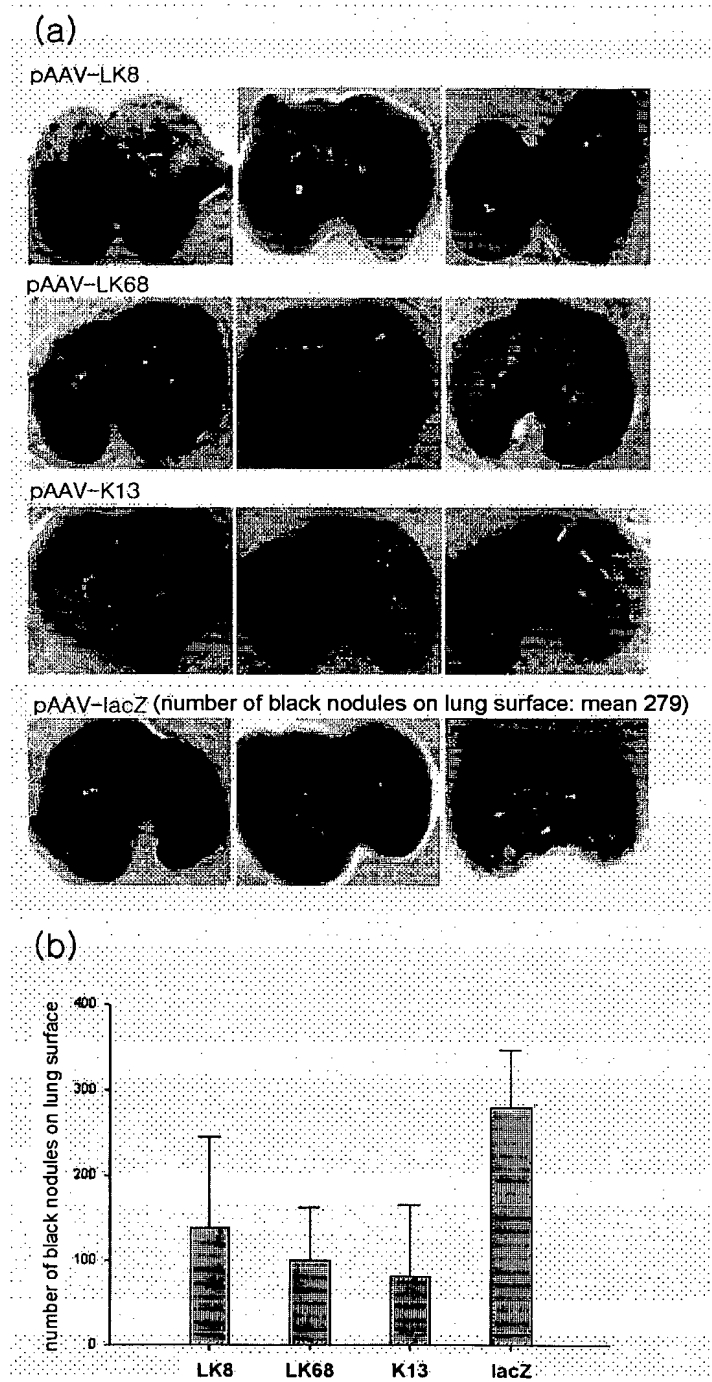 (a)
pAAV-LK8
pAAV-LK68
pAAV-K13
pAAV-lacZ (number of black nodules on lung surface: mean 279)
(b)
number of black nodules on lung surface
400
300
200
100
0
LK8 LK68 K13 lacZ